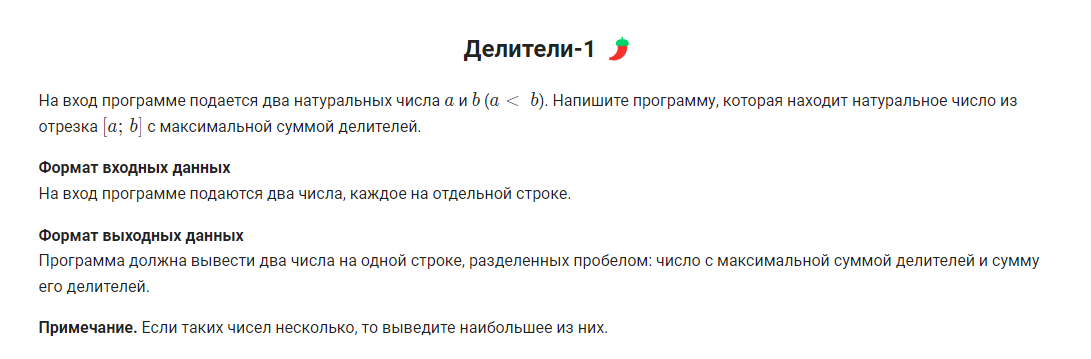 Делители-1 🌶️
На вход программе подается два натуральных числа a и b (a < b). Напишите программу, которая находит натуральное число из
отрезка [a; b] с максимальной суммой делителей.
Формат входных данных
На вход программе подаются два числа, каждое на отдельной строке.
Формат выходных данных
Программа должна вывести два числа на одной строке, разделенных пробелом: число с максимальной суммой делителей и сумму
его делителей.
Примечание. Если таких чисел несколько, то выведите наибольшее из них.